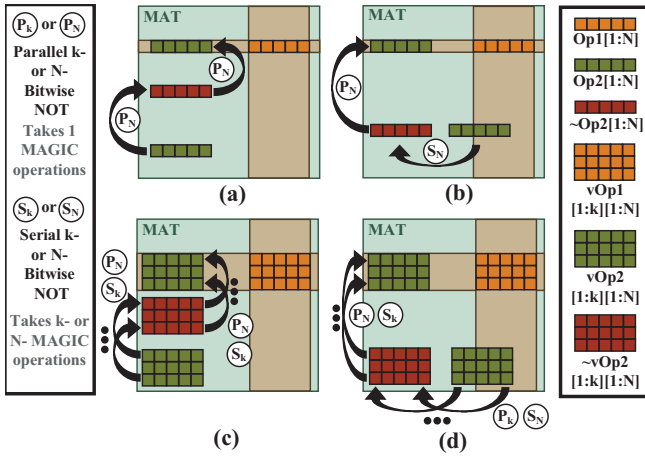 P_k or P_N
Parallel k-
or N-
Bitwise
NOT
Takes 1
MAGIC
operations
S_k or S_N
Serial k-
or N-
Bitwise
NOT
Takes k- or
N- MAGIC
operations
MAT
P_N
P_N
(a)
MAT
P_N
S_N
(b)
MAT
P_N
S_k
P_N
S_k
(c)
MAT
P_N S_k
P_k S_N
(d)
Op1[1:N]
Op2[1:N]
~Op2[1:N]
vOp1
[1:k][1:N]
vOp2
[1:k][1:N]
~vOp2
[1:k][1:N]